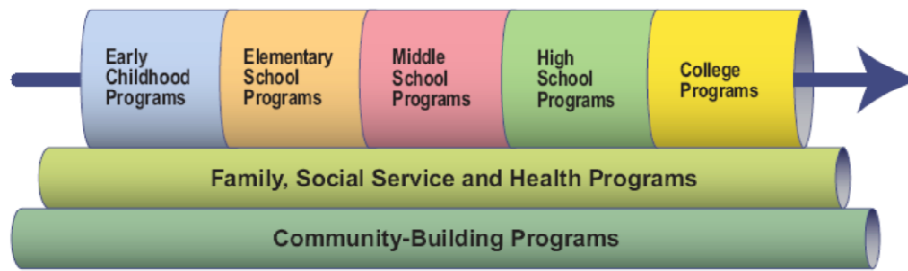 Early
Childhood
Programs
Elementary
School
Programs
Middle
School
Programs
High
School
Programs
College
Programs
Family, Social Service and Health Programs
Community-Building Programs